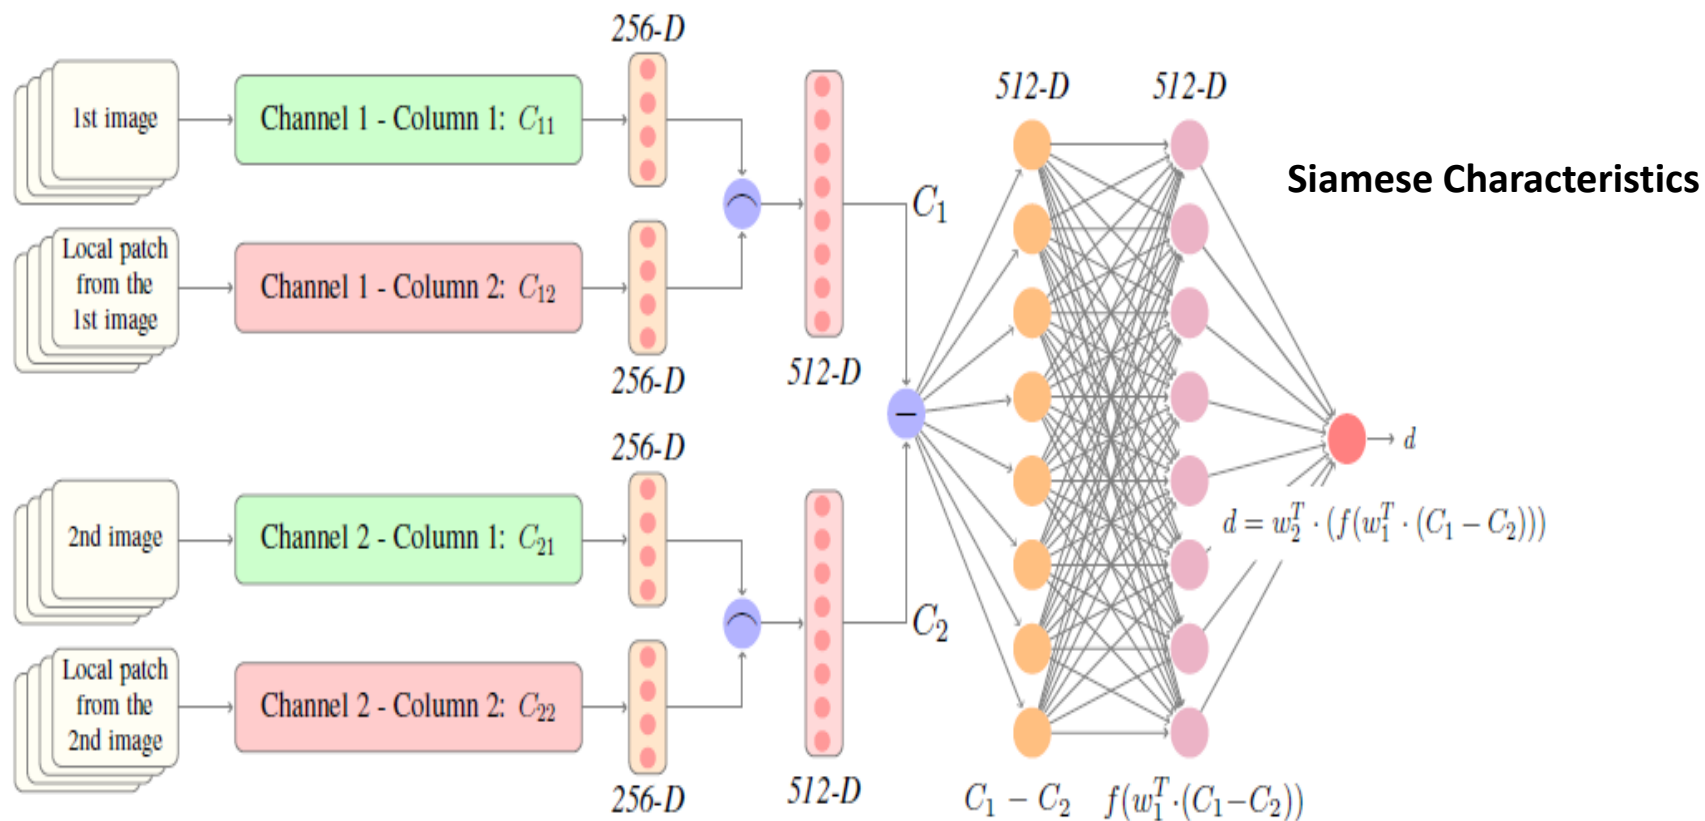 256-D
1st image
Channel 1 - Column 1: C₁₁
Local patch
from the
1st image
Channel 1 - Column 2: C₁₂
256-D
512-D
C₁
256-D
2nd image
Channel 2 - Column 1: C₂₁
Local patch
from the
2nd image
Channel 2 - Column 2: C₂₂
256-D
512-D
C₂
−
512-D
512-D
Siamese Characteristics
d
d = w₂ᵀ · (f(w₁ᵀ · (C₁ − C₂)))
C₁ − C₂
f(w₁ᵀ·(C₁−C₂))